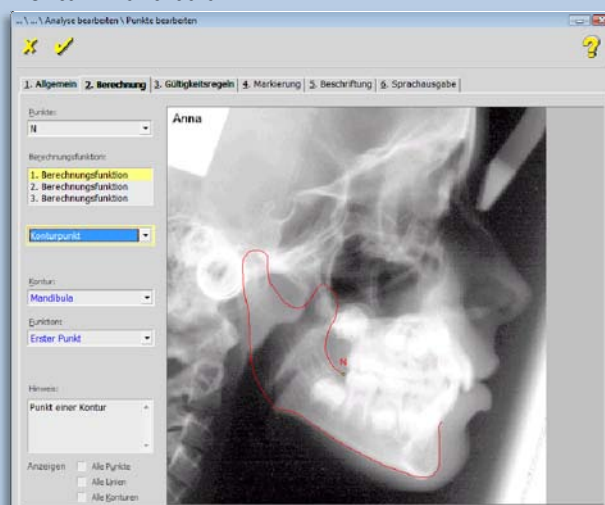 ...\...\ Analyse bearbeiten \ Punkte bearbeiten
1. Allgemein 2. Berechnung 3. Gültigkeitsregeln 4. Markierung 5. Beschriftung 6. Sprachausgabe
Punkte:
N
Berechnungsfunktion:
1. Berechnungsfunktion
2. Berechnungsfunktion
3. Berechnungsfunktion
Konturpunkt
Kontur:
Mandibula
Funktion:
Erster Punkt
Hinweis:
Punkt einer Kontur
Anzeigen Alle Punkte
Alle Linien
Alle Konturen
Anna
N